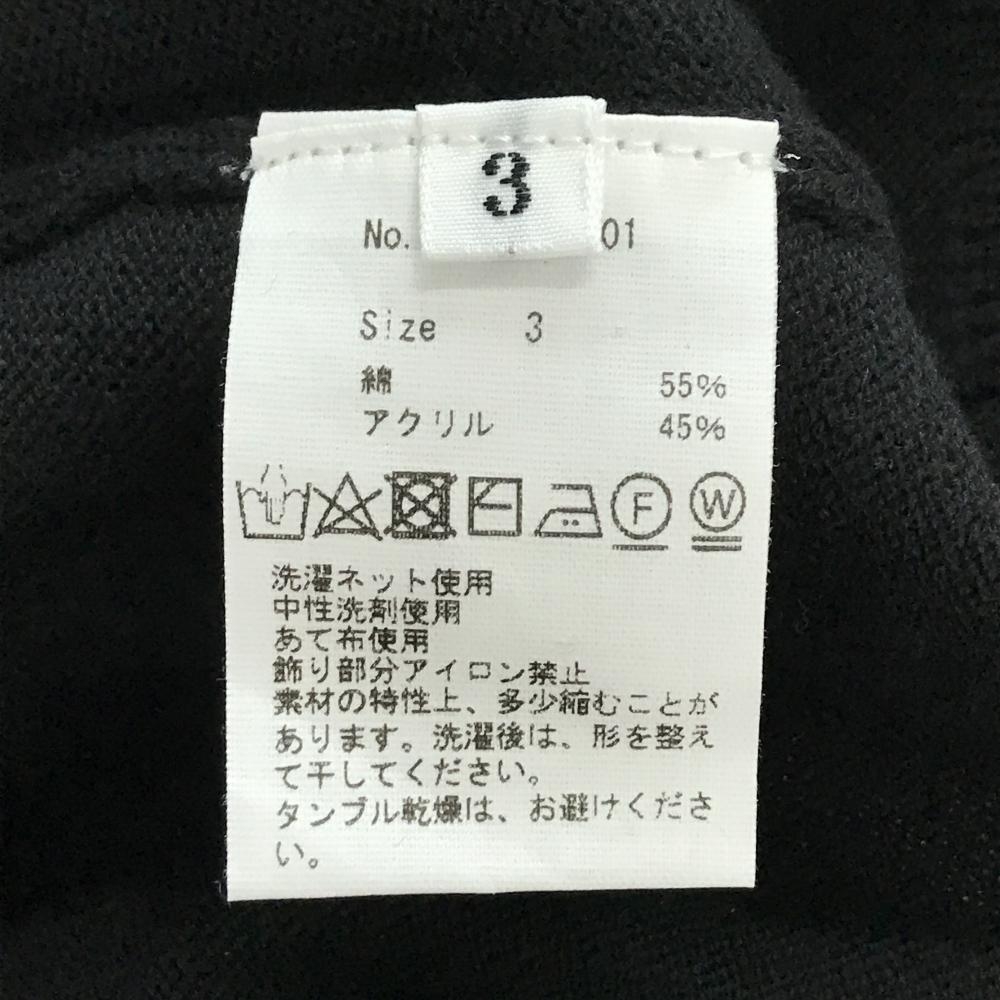 3
No. 01
Size 3
綿 55%
アクリル 45%
F W
洗濯ネット使用
中性洗剤使用
あて布使用
飾り部分アイロン禁止
素材の特性上、多少縮むことが
あります。洗濯後は、形を整え
て干してください。
タンブル乾燥は、お避けくださ
い。